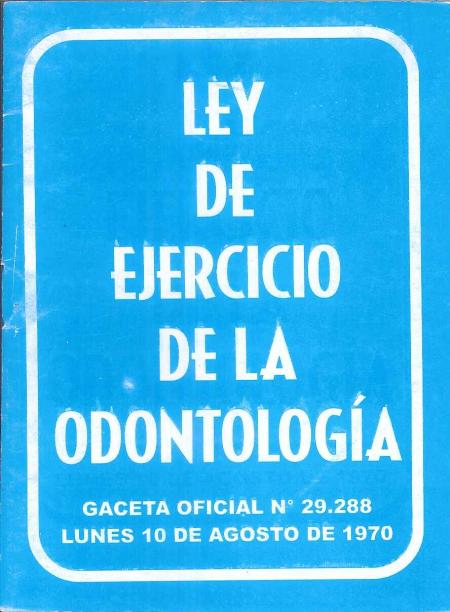 LEY
DE
EJERCICIO
DE LA
ODONTOLOGÍA
GACETA OFICIAL N° 29.288
LUNES 10 DE AGOSTO DE 1970